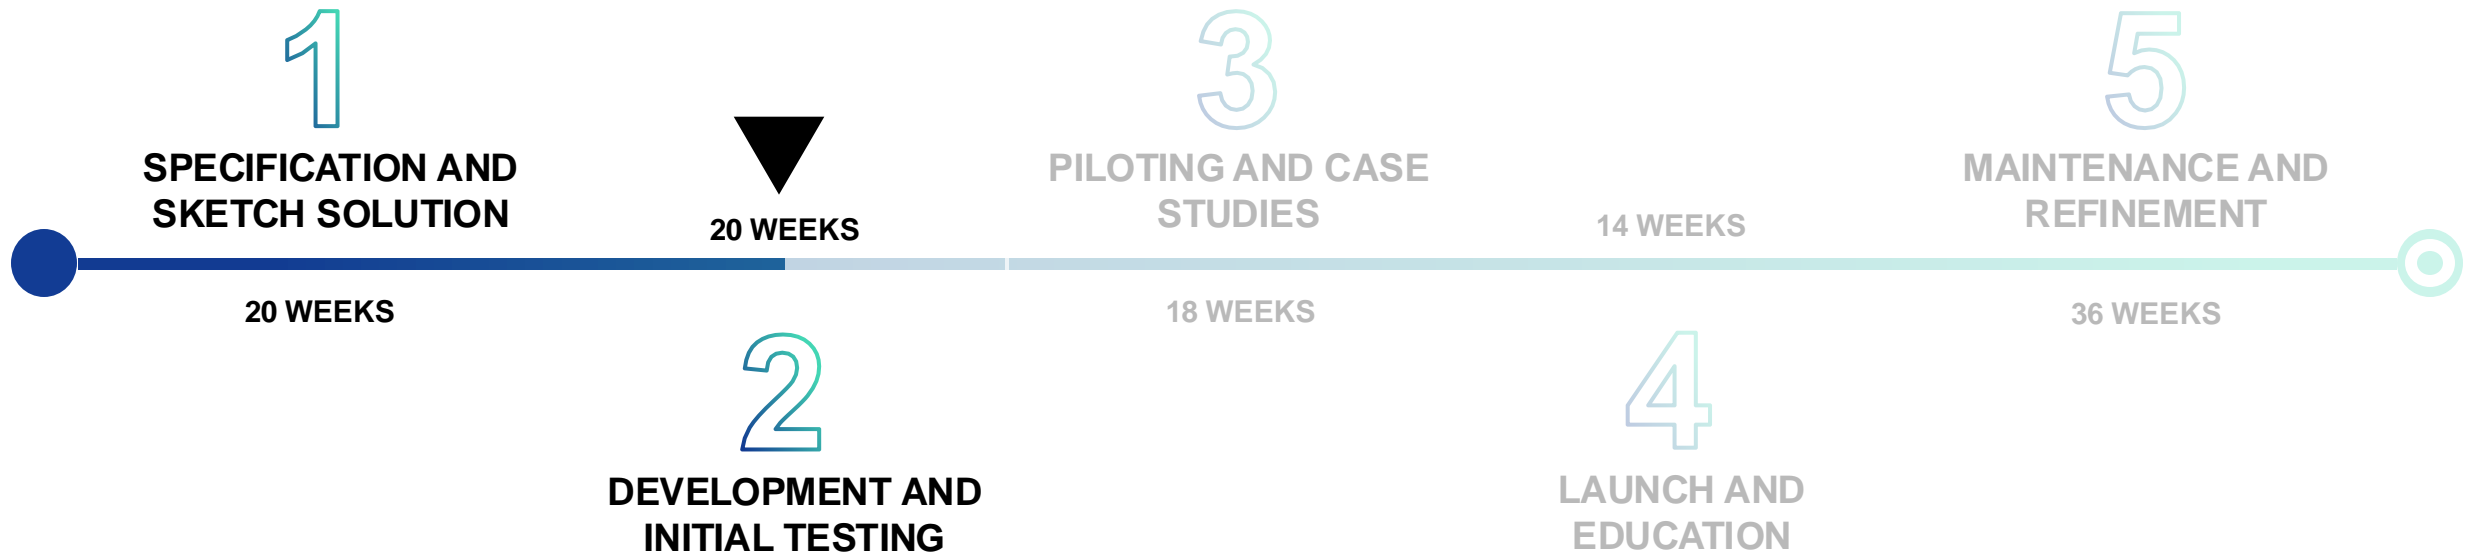 1
SPECIFICATION AND
SKETCH SOLUTION
20 WEEKS
20 WEEKS
2
DEVELOPMENT AND
INITIAL TESTING
3
PILOTING AND CASE
STUDIES
18 WEEKS
14 WEEKS
4
LAUNCH AND
EDUCATION
5
MAINTENANCE AND
REFINEMENT
36 WEEKS